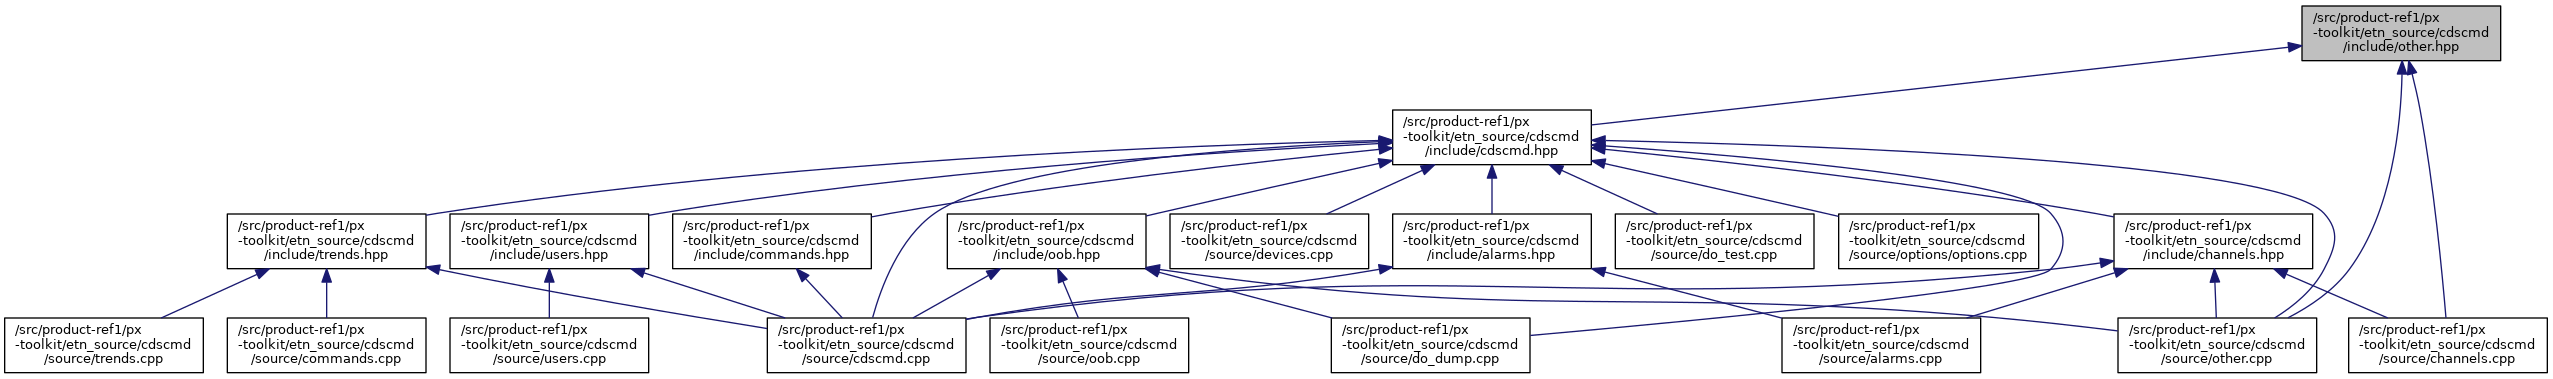 /src/product-ref1/px
-toolkit/etn_source/cdscmd
/include/other.hpp
/src/product-ref1/px
-toolkit/etn_source/cdscmd
/include/cdscmd.hpp
/src/product-ref1/px
-toolkit/etn_source/cdscmd
/include/trends.hpp
/src/product-ref1/px
-toolkit/etn_source/cdscmd
/include/users.hpp
/src/product-ref1/px
-toolkit/etn_source/cdscmd
/include/commands.hpp
/src/product-ref1/px
-toolkit/etn_source/cdscmd
/include/oob.hpp
/src/product-ref1/px
-toolkit/etn_source/cdscmd
/source/devices.cpp
/src/product-ref1/px
-toolkit/etn_source/cdscmd
/include/alarms.hpp
/src/product-ref1/px
-toolkit/etn_source/cdscmd
/source/do_test.cpp
/src/product-ref1/px
-toolkit/etn_source/cdscmd
/source/options/options.cpp
/src/product-ref1/px
-toolkit/etn_source/cdscmd
/include/channels.hpp
/src/product-ref1/px
-toolkit/etn_source/cdscmd
/source/trends.cpp
/src/product-ref1/px
-toolkit/etn_source/cdscmd
/source/commands.cpp
/src/product-ref1/px
-toolkit/etn_source/cdscmd
/source/users.cpp
/src/product-ref1/px
-toolkit/etn_source/cdscmd
/source/cdscmd.cpp
/src/product-ref1/px
-toolkit/etn_source/cdscmd
/source/oob.cpp
/src/product-ref1/px
-toolkit/etn_source/cdscmd
/source/do_dump.cpp
/src/product-ref1/px
-toolkit/etn_source/cdscmd
/source/alarms.cpp
/src/product-ref1/px
-toolkit/etn_source/cdscmd
/source/other.cpp
/src/product-ref1/px
-toolkit/etn_source/cdscmd
/source/channels.cpp